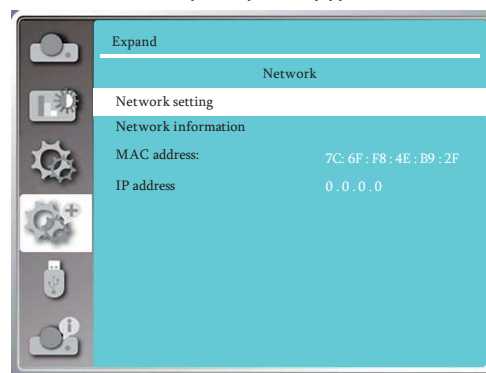 Expand
Network
Network setting
Network information
MAC address: 7C: 6F : F8 : 4E : B9 : 2F
IP address 0 . 0 . 0 . 0